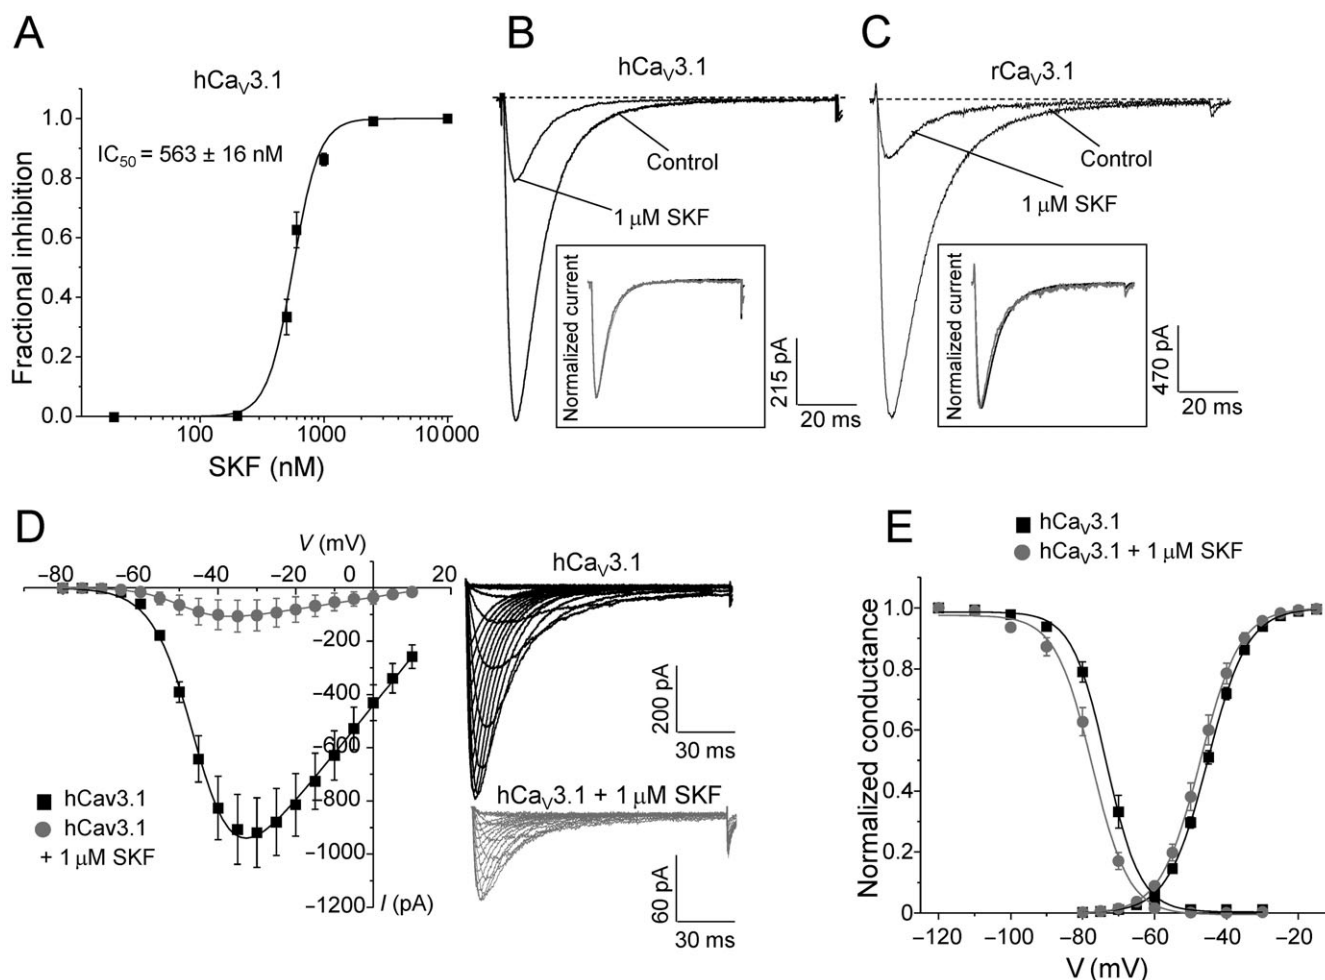 A
hCaV3.1
IC50 = 563 ± 16 nM
Fractional inhibition
1.0
0.8
0.6
0.4
0.2
0.0
100
1000
10000
SKF (nM)
B
hCaV3.1
Control
1 μM SKF
Normalized current
215 pA
20 ms
C
rCaV3.1
Control
1 μM SKF
Normalized current
470 pA
20 ms
D
V (mV)
−80 −60 −40 −20 0 20
−200
−400
−600
−800
−1000
−1200
I (pA)
hCav3.1
hCav3.1
+ 1 μM SKF
hCaV3.1
200 pA
30 ms
hCaV3.1 + 1 μM SKF
60 pA
30 ms
E
hCaV3.1
hCaV3.1 + 1 μM SKF
Normalized conductance
1.0
0.8
0.6
0.4
0.2
0
−120 −100 −80 −60 −40 −20
V (mV)